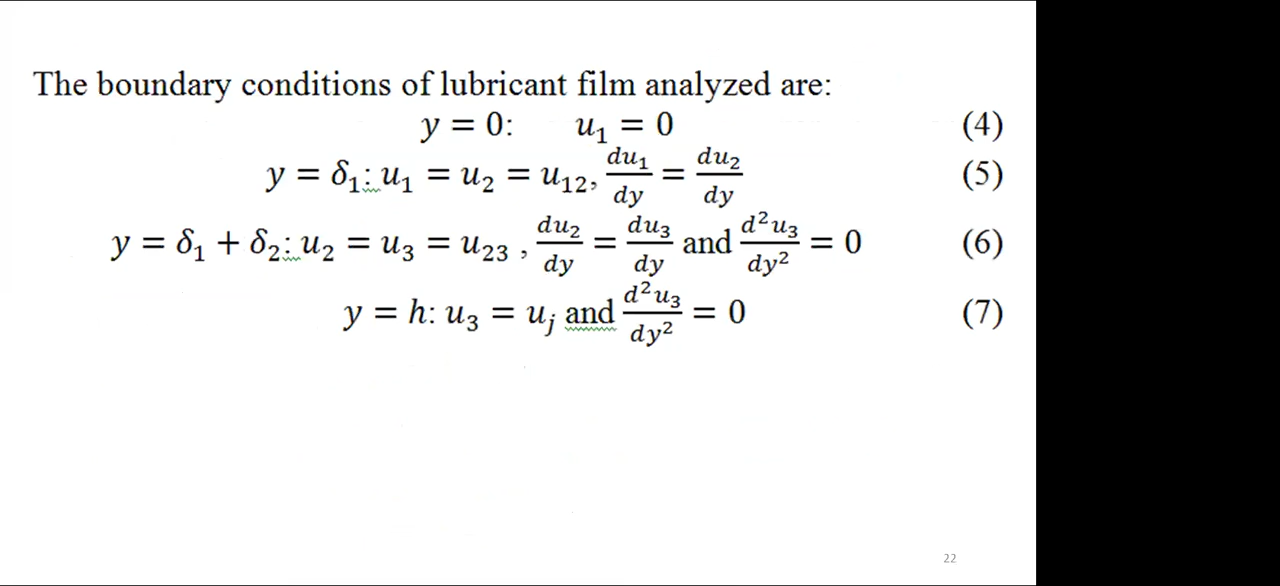 The boundary conditions of lubricant film analyzed are:
y = 0: u₁ = 0 (4)
y = δ₁: u₁ = u₂ = u₁₂, du₁/dy = du₂/dy (5)
y = δ₁ + δ₂: u₂ = u₃ = u₂₃ , du₂/dy = du₃/dy and d²u₃/dy² = 0 (6)
y = h: u₃ = uⱼ and d²u₃/dy² = 0 (7)
22